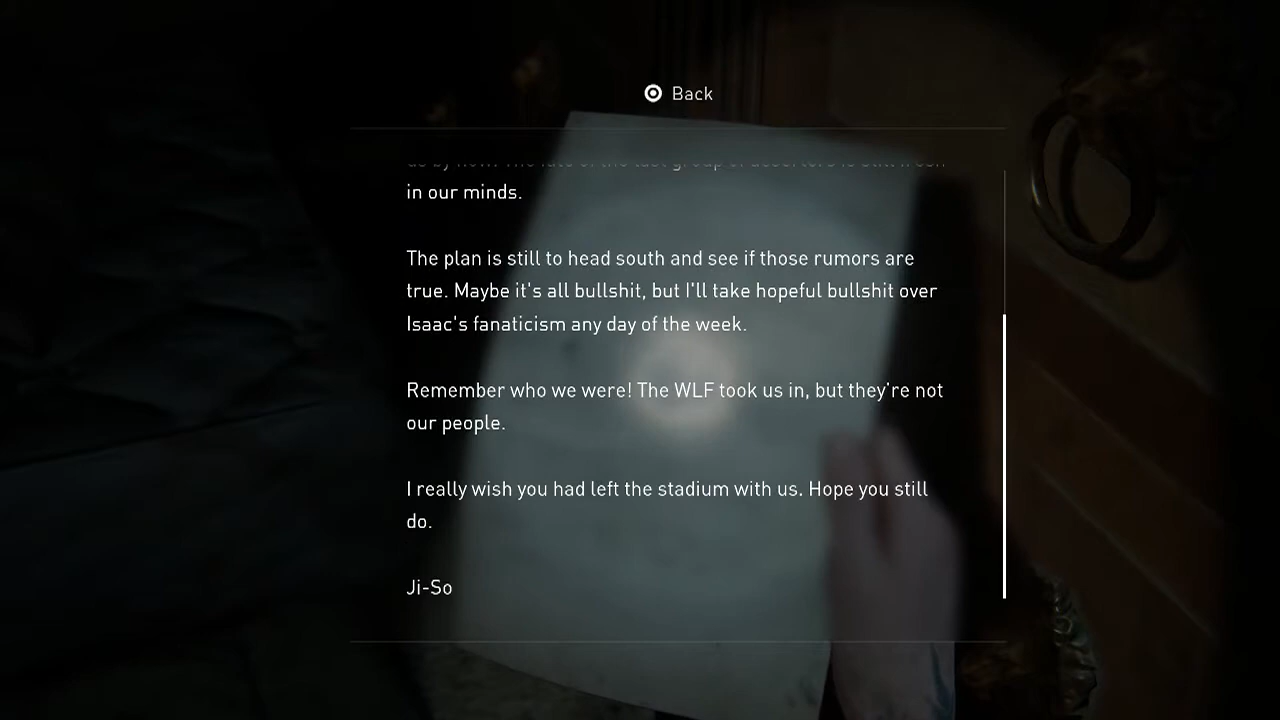 Back
in our minds.
The plan is still to head south and see if those rumors are
true. Maybe it's all bullshit, but I'll take hopeful bullshit over
Isaac's fanaticism any day of the week.
Remember who we were! The WLF took us in, but they're not
our people.
I really wish you had left the stadium with us. Hope you still
do.
Ji-So